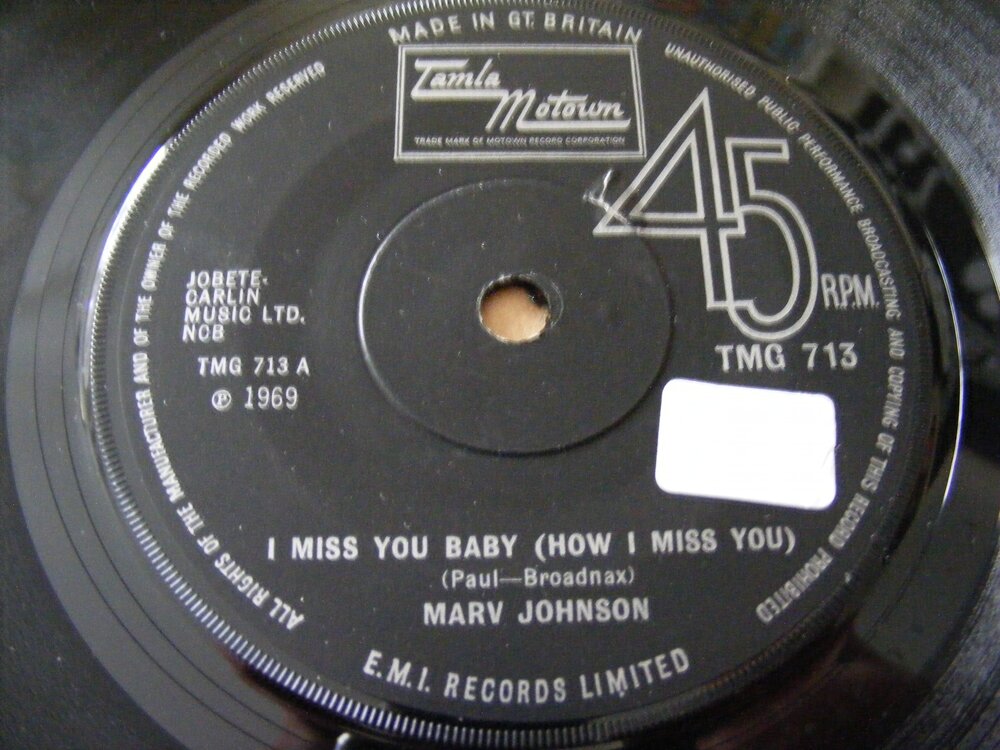 MADE IN GT. BRITAIN
Tamla
Motown
TRADE MARK OF MOTOWN RECORD CORPORATION
UNAUTHORISED PUBLIC PERFORMANCE BROADCASTING AND COPYING OF THIS RECORD PROHIBITED
ALL RIGHTS OF THE MANUFACTURER AND OF THE OWNER OF THE RECORDED WORK RESERVED
45
R.P.M.
JOBETE-
CARLIN
MUSIC LTD.
NCB
TMG 713 A
℗ 1969
TMG 713
I MISS YOU BABY (HOW I MISS YOU)
(Paul—Broadnax)
MARV JOHNSON
E.M.I. RECORDS LIMITED